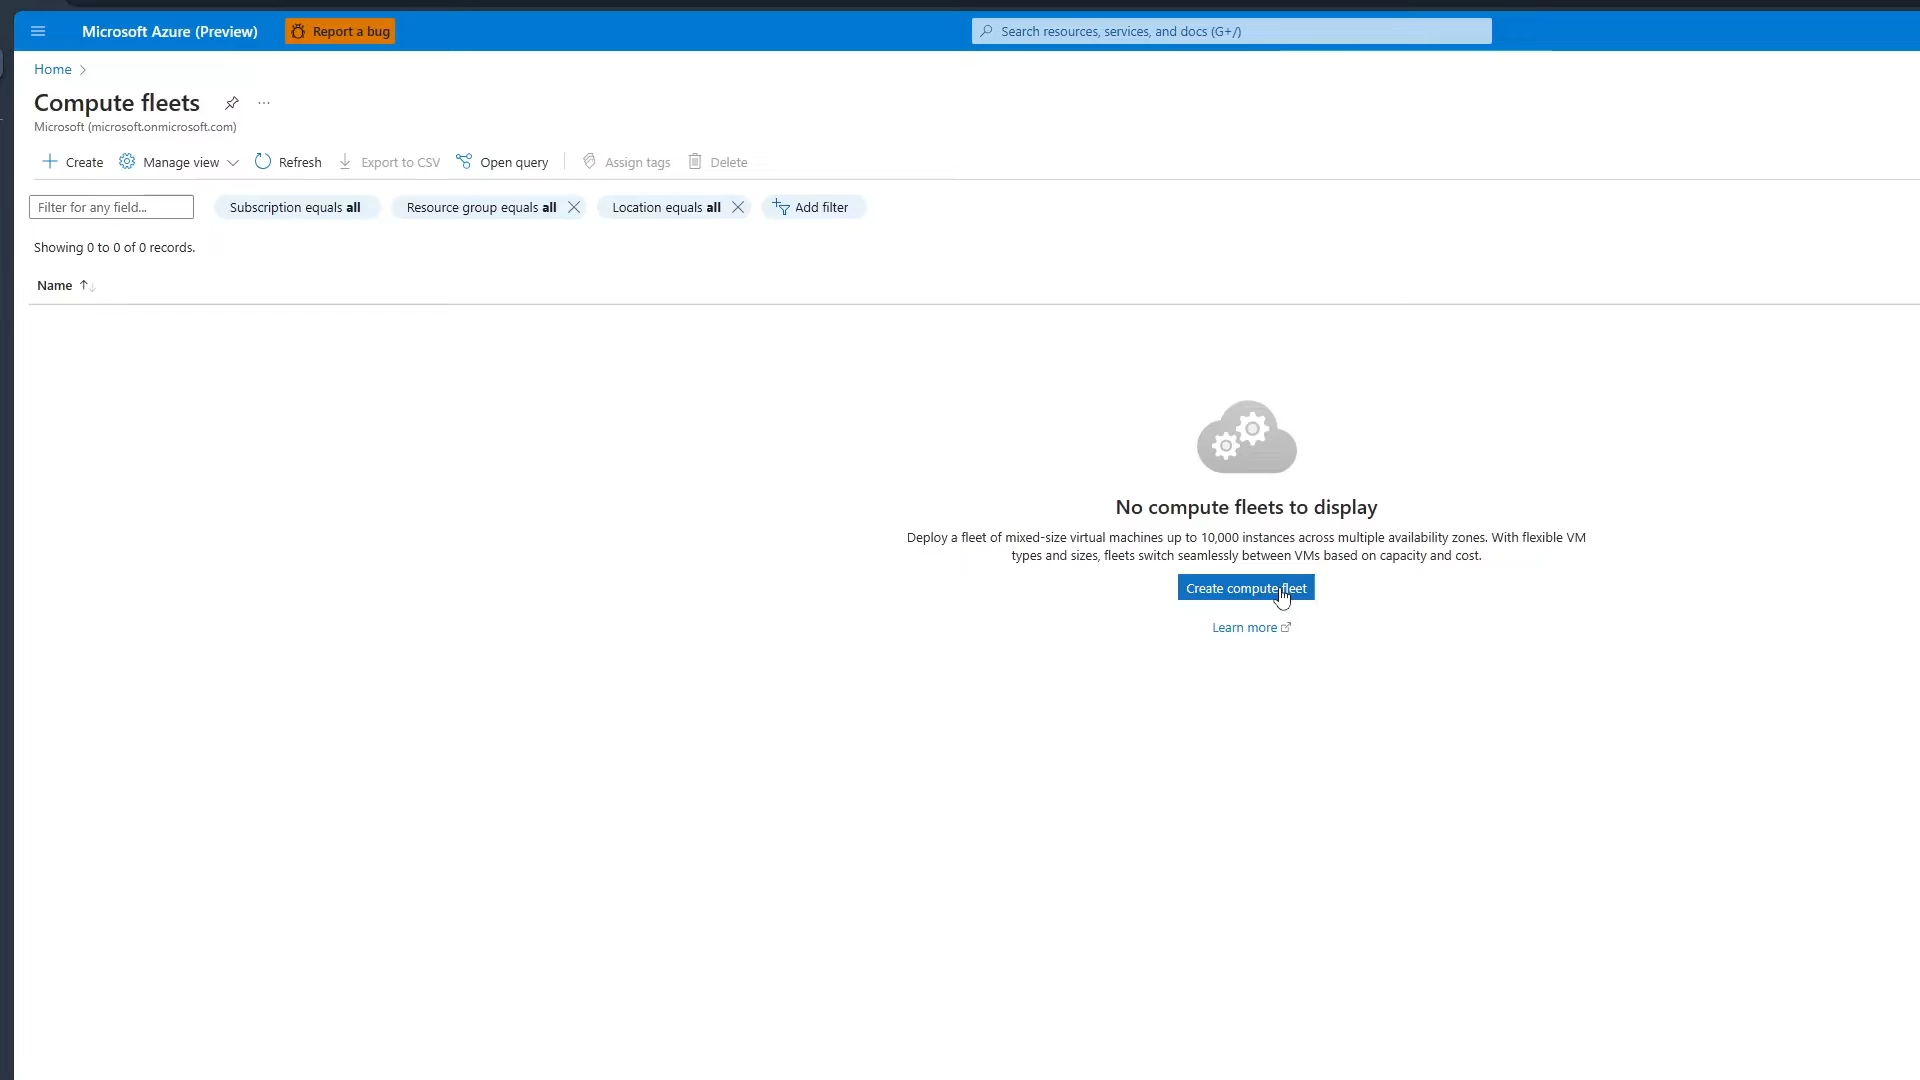 Microsoft Azure (Preview)
Report a bug
Search resources, services, and docs (G+/)
Home
Compute fleets
Microsoft (microsoft.onmicrosoft.com)
Create
Manage view
Refresh
Export to CSV
Open query
Assign tags
Delete
Filter for any field...
Subscription equals all
Resource group equals all
Location equals all
Add filter
Showing 0 to 0 of 0 records.
Name
No compute fleets to display
Deploy a fleet of mixed-size virtual machines up to 10,000 instances across multiple availability zones. With flexible VM
types and sizes, fleets switch seamlessly between VMs based on capacity and cost.
Create compute fleet
Learn more